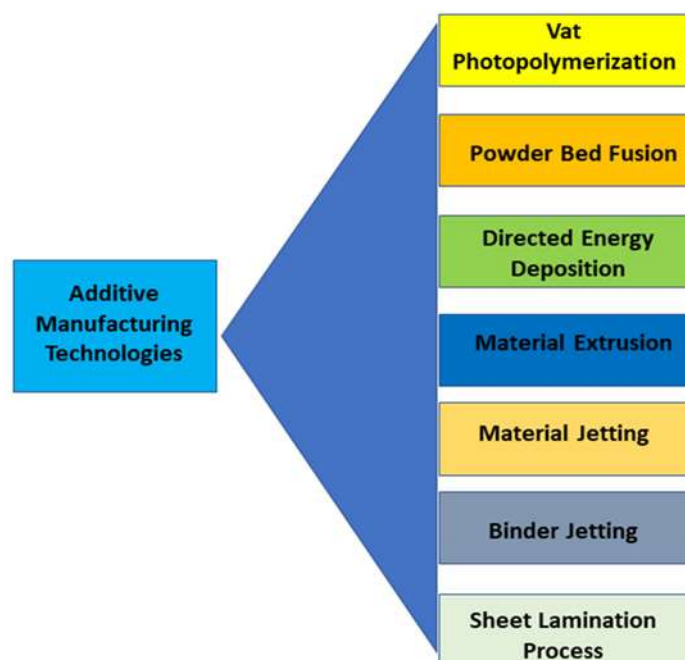 Additive
Manufacturing
Technologies
Vat
Photopolymerization
Powder Bed Fusion
Directed Energy
Deposition
Material Extrusion
Material Jetting
Binder Jetting
Sheet Lamination
Process